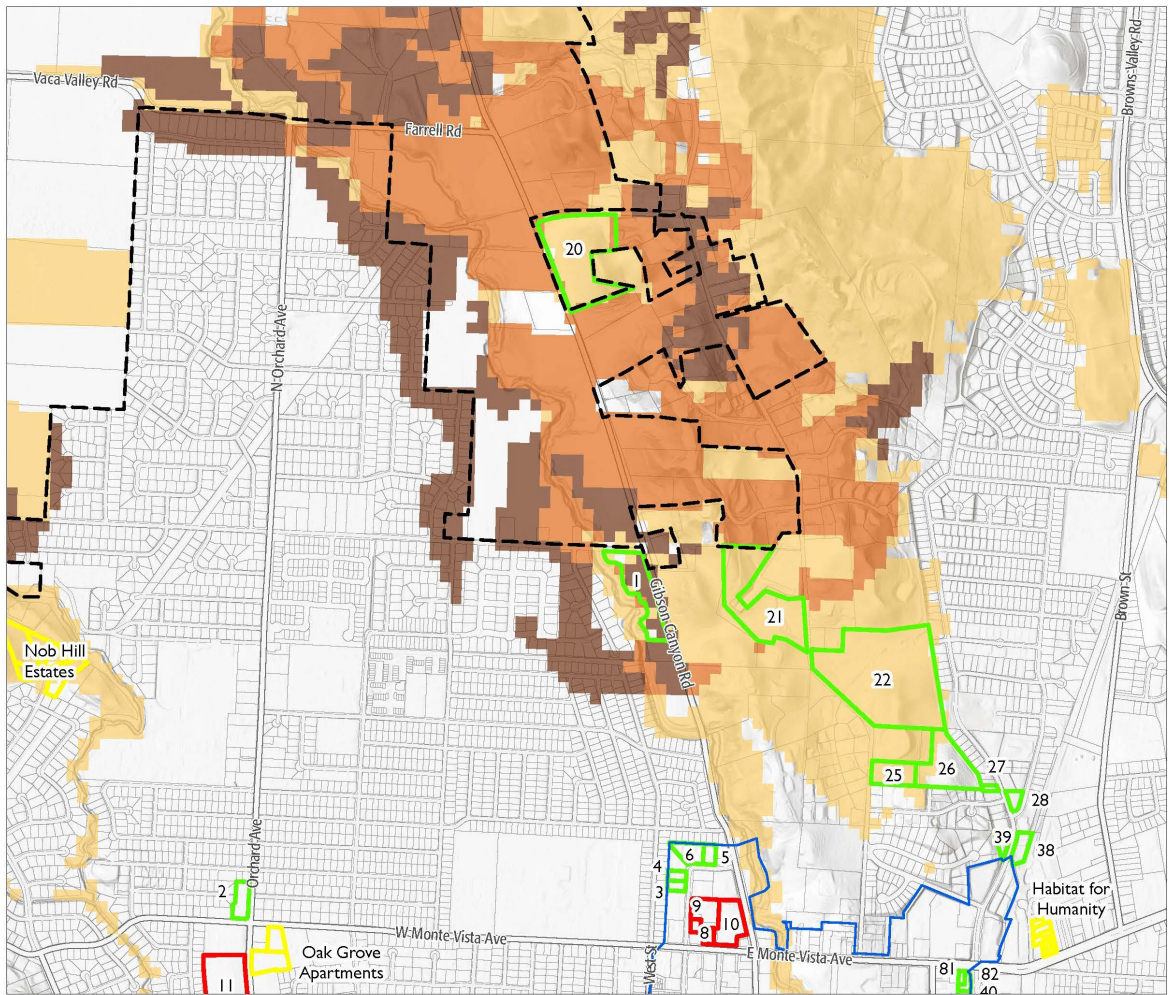 Browns-Valley-Rd
Vaca-Valley-Rd
Farrell Rd
20
N-Orchard-Ave
1
Gibson-Canyon-Rd
Brown-St
21
Nob Hill
Estates
22
25
26
27
28
39
38
4
6
5
3
2
Orchard-Ave
9
10
8
Habitat for
Humanity
W-Monte-Vista-Ave
Oak Grove
Apartments
West-St
E Monte-Vista-Ave
11
81
82
40